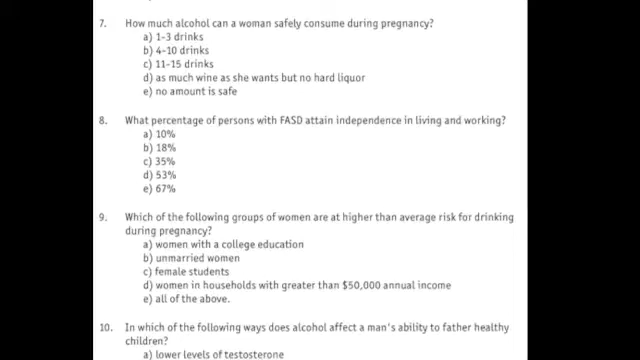 7. How much alcohol can a woman safely consume during pregnancy?
a) 1-3 drinks
b) 4-10 drinks
c) 11-15 drinks
d) as much wine as she wants but no hard liquor
e) no amount is safe
8. What percentage of persons with FASD attain independence in living and working?
a) 10%
b) 18%
c) 35%
d) 53%
e) 67%
9. Which of the following groups of women are at higher than average risk for drinking
during pregnancy?
a) women with a college education
b) unmarried women
c) female students
d) women in households with greater than $50,000 annual income
e) all of the above.
10. In which of the following ways does alcohol affect a man's ability to father healthy
children?
a) lower levels of testosterone